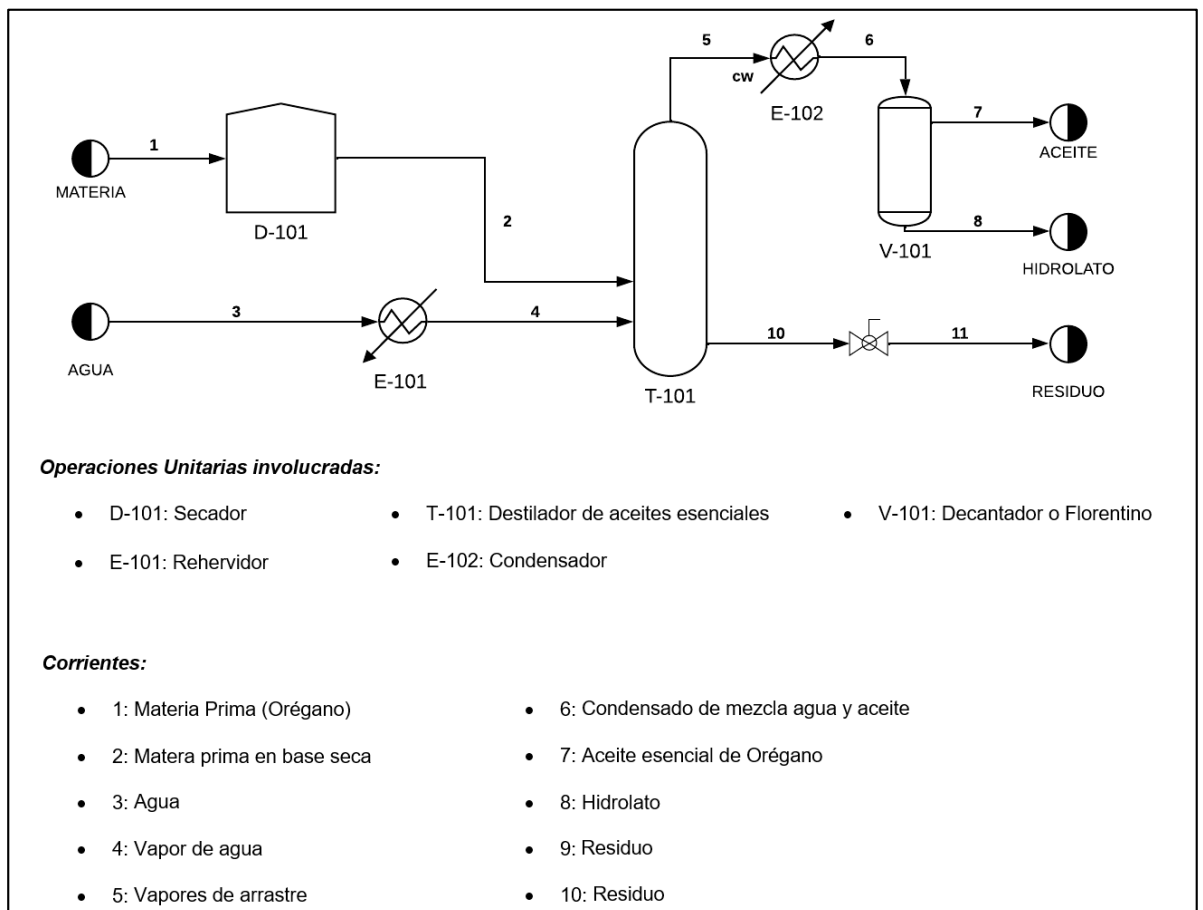 5
6
cw
E-102
7
ACEITE
1
MATERIA
D-101
2
V-101
8
HIDROLATO
3
4
AGUA
E-101
10
11
T-101
RESIDUO
Operaciones Unitarias involucradas:
• D-101: Secador
• T-101: Destilador de aceites esenciales
• V-101: Decantador o Florentino
• E-101: Rehervidor
• E-102: Condensador
Corrientes:
• 1: Materia Prima (Orégano)
• 6: Condensado de mezcla agua y aceite
• 2: Matera prima en base seca
• 7: Aceite esencial de Orégano
• 3: Agua
• 8: Hidrolato
• 4: Vapor de agua
• 9: Residuo
• 5: Vapores de arrastre
• 10: Residuo